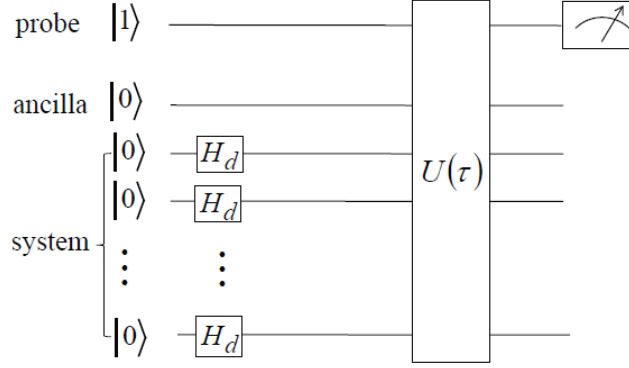 probe |1⟩
ancilla |0⟩
|0⟩ H_d
|0⟩ H_d U(τ)
system
⋮ ⋮
|0⟩ H_d